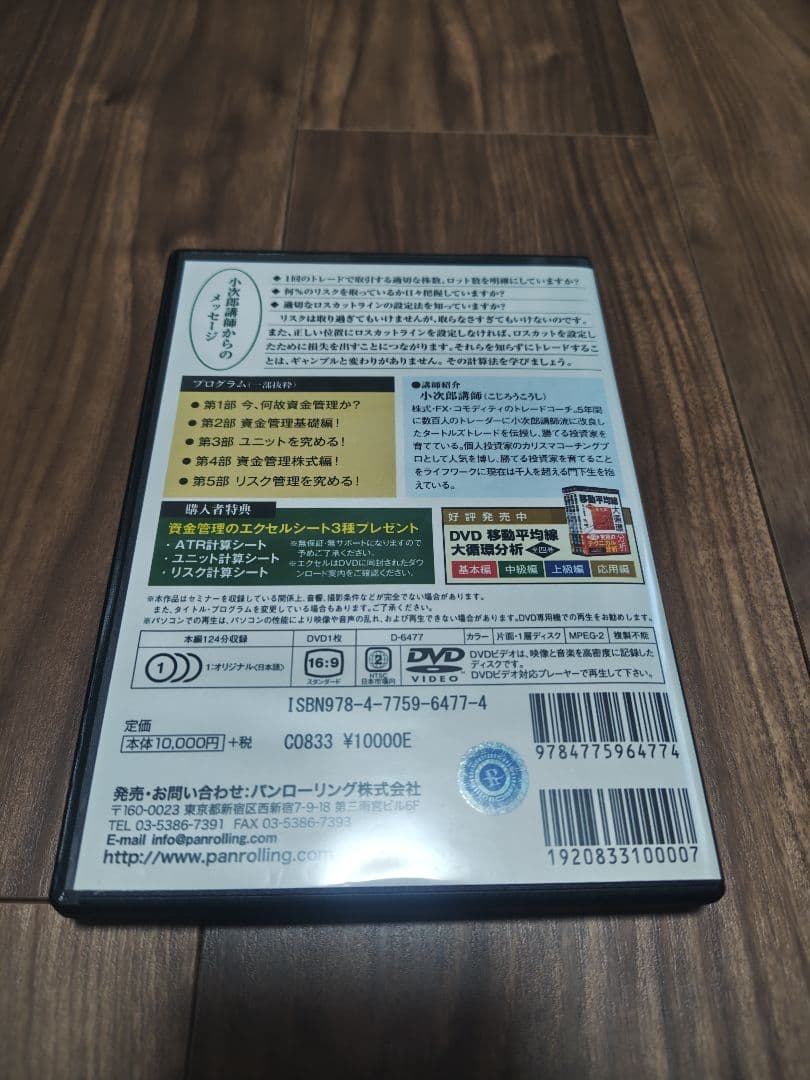 小次郎講師からの
メッセージ
◆ 1回のトレードで取引する適切な株数、ロット数を明確にしていますか?
◆ 何%のリスクを取っているか日々把握していますか?
◆ 適切なロスカットラインの設定法を知っていますか?
リスクは取り過ぎてもいけませんが、取らなさすぎてもいけないのです。
また、正しい位置にロスカットラインを設定しなければ、ロスカットを設定し
たために損失を出すことにつながります。それらを知らずにトレードするこ
とは、ギャンブルと変わりがありません。その計算法を学びましょう。
プログラム(一部抜粋)
● 第1部 今、何故資金管理か?
● 第2部 資金管理基礎編!
● 第3部 ユニットを究める!
● 第4部 資金管理株式編!
● 第5部 リスク管理を究める!
●講師紹介
小次郎講師(こじろうこうし)
株式・FX・コモディティのトレードコーチ。5年間
に数百人のトレーダーに小次郎講師流に改良し
たタートルズトレードを伝授し、勝てる投資家を
育てている。個人投資家のカリスマコーチングプ
ロとして人気を博し、勝てる投資家を育てること
をライフワークに現在は千人を超える門下生を抱
えている。
購入者特典
資金管理のエクセルシート3種プレゼント
・ATR計算シート
・ユニット計算シート
・リスク計算シート
※無保証・無サポートになりますので
予めご了承ください。
※エクセルはDVDに同封されたダウ
ンロード案内をご確認ください。
好評発売中
DVD 移動平均線
大循環分析 全四巻
基本編 中級編 上級編 応用編
移動平均線
大循環
分析
※本作品はセミナーを収録している関係上、音響、撮影条件などが完全でない場合があります。
また、タイトル・プログラムを変更している場合もあります。ご了承ください。
※パソコンでの再生は、パソコンの性能により映像や音声の乱れ、および再生できない場合があります。DVD専用機での再生をお勧めします。
本編124分収録 DVD1枚 D-6477 カラー 片面・1層ディスク MPEG-2 複製不能
1 1:オリジナル〈日本語〉
16:9
スタンダード
2
NTSC
日本市場向
DVD
VIDEO
DVDビデオは、映像と音楽を高密度に記録した
ディスクです。
DVDビデオ対応プレーヤーで再生して下さい。
ISBN978-4-7759-6477-4
定価
本体10,000円 +税
C0833 ¥10000E
9784775964774
1920833100007
発売・お問い合わせ:パンローリング株式会社
〒160-0023 東京都新宿区西新宿7-9-18 第三雨宮ビル6F
TEL 03-5386-7391 FAX 03-5386-7393
E-mail info@panrolling.com
http://www.panrolling.com